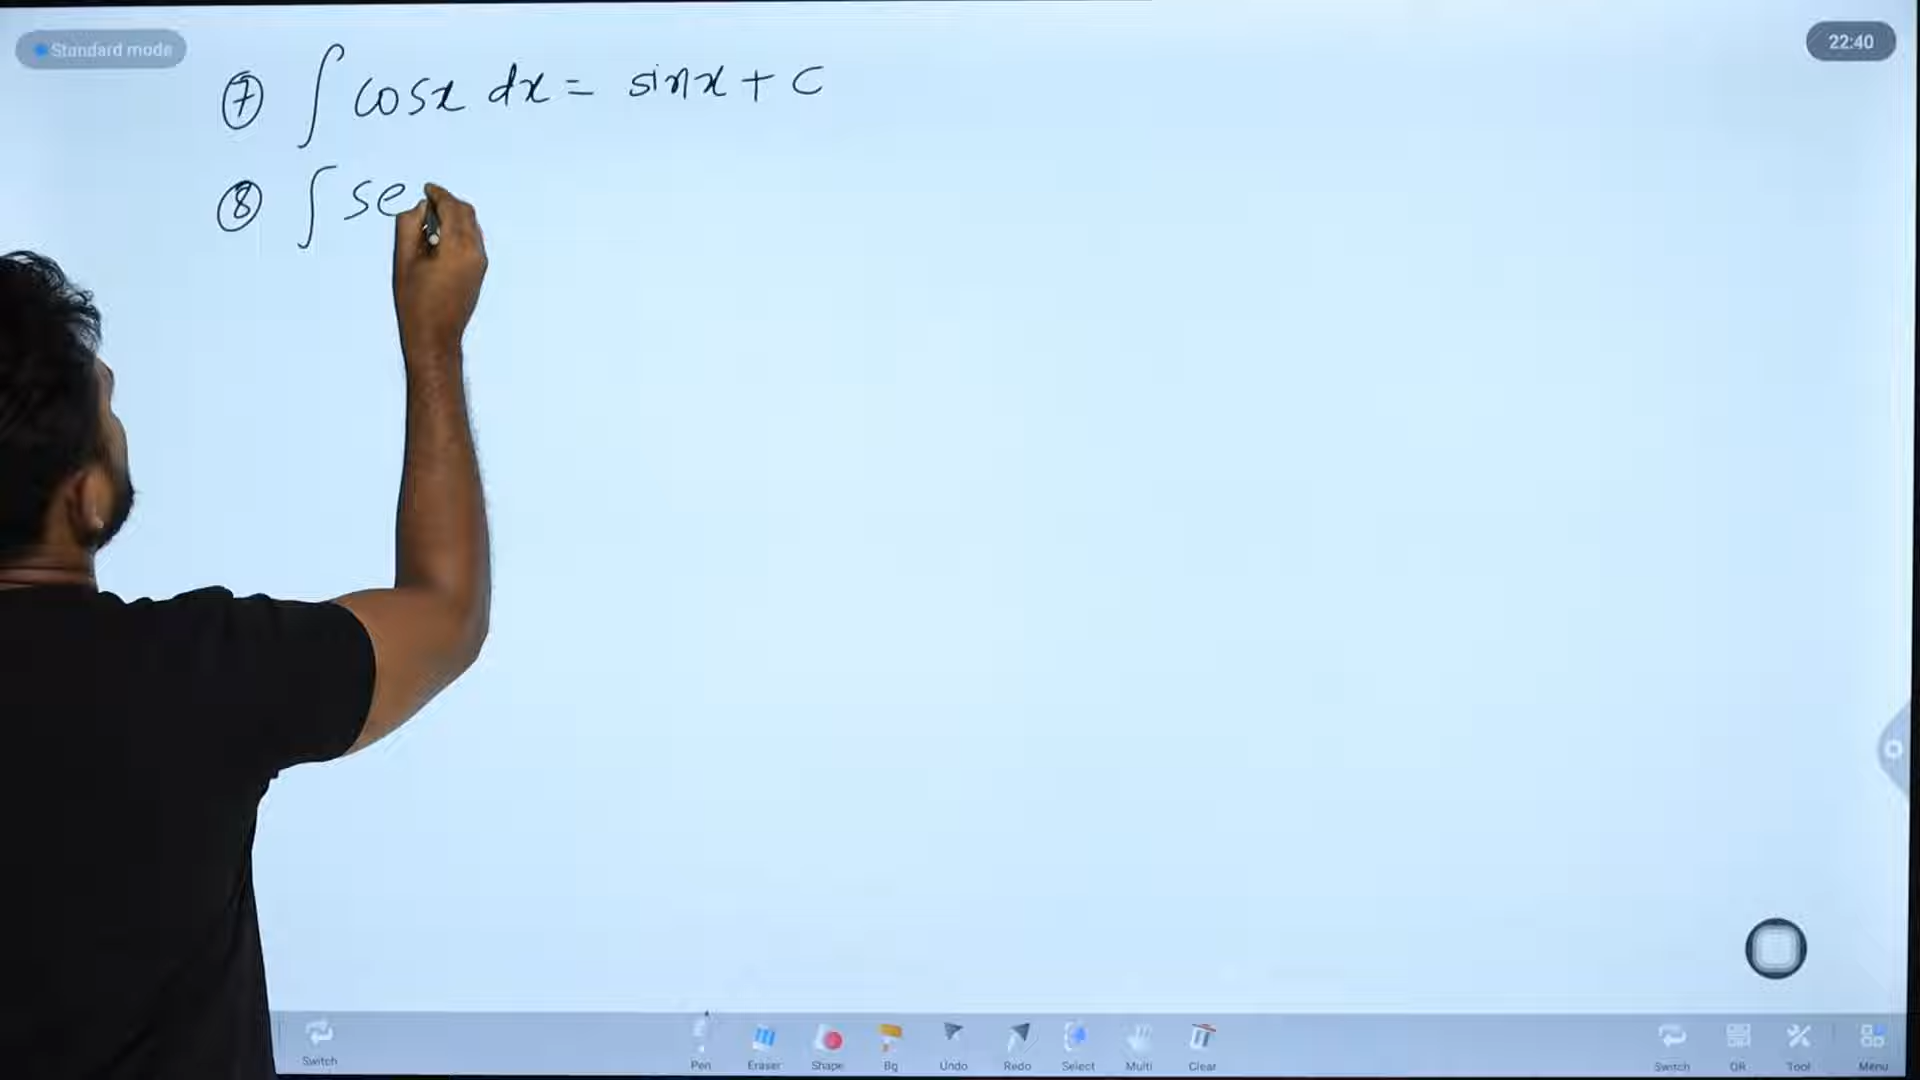 Standard mode
22:40
⑦ ∫ cosx dx = sinx + c
⑧ ∫ se
Switch Pen Eraser Shape Bg Undo Redo Select Multi Clear Switch QR Tool Menu